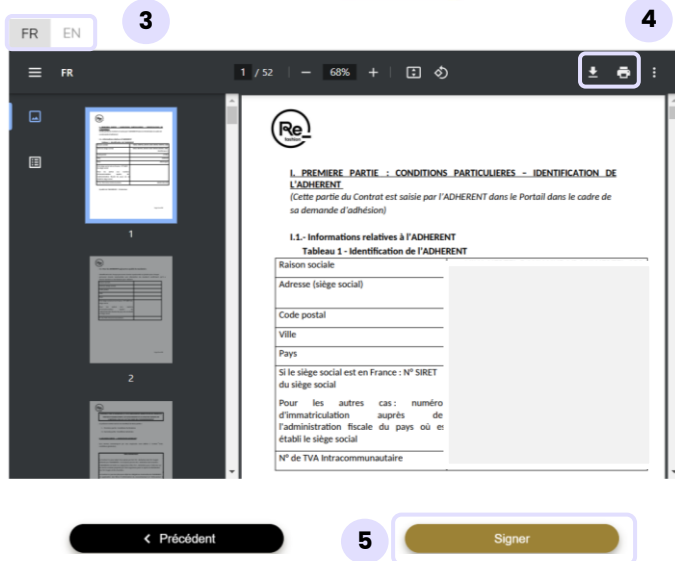 3
4
FR EN
FR
1 / 52
68%
1
2
Re_
fashion
I. PREMIERE PARTIE : CONDITIONS PARTICULIERES – IDENTIFICATION DE
L'ADHERENT
(Cette partie du Contrat est saisie par l'ADHERENT dans le Portail dans le cadre de
sa demande d'adhésion)
I.1.- Informations relatives à l'ADHERENT
Tableau 1 - Identification de l'ADHERENT
Raison sociale
Adresse (siège social)
Code postal
Ville
Pays
Si le siège social est en France : N° SIRET
du siège social
Pour les autres cas : numéro
d'immatriculation auprès de
l'administration fiscale du pays où es
établi le siège social
N° de TVA Intracommunautaire
Précédent
5
Signer